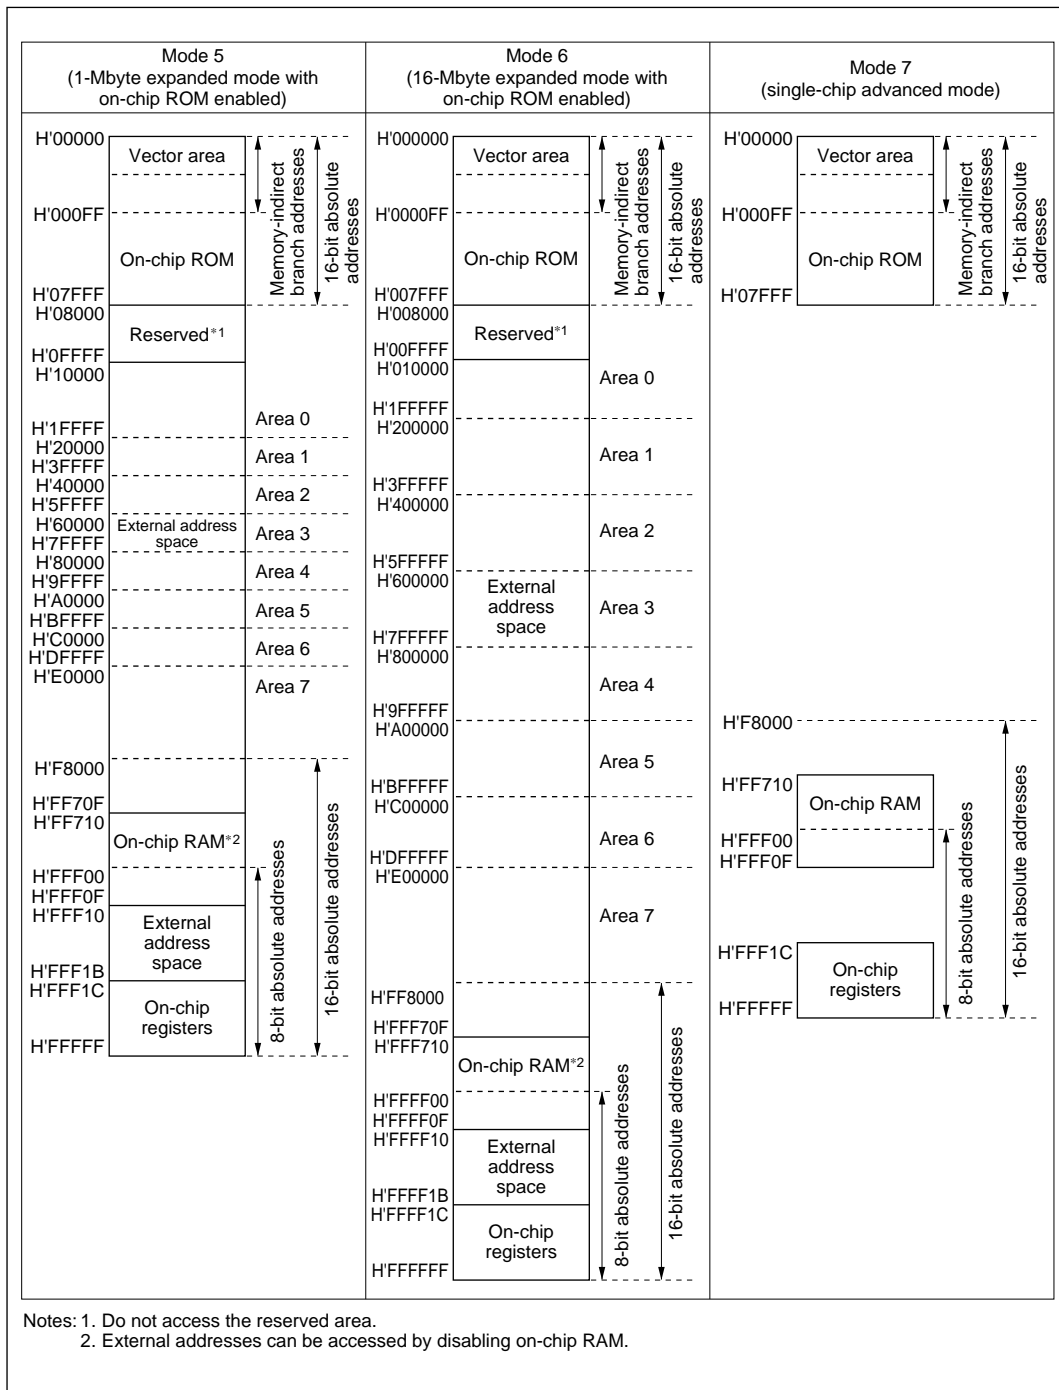 Mode 5
(1-Mbyte expanded mode with
on-chip ROM enabled)
H'00000
Vector area
H'000FF
On-chip ROM
H'07FFF
H'08000
Reserved*1
H'0FFFF
H'10000
H'1FFFF
H'20000
H'3FFFF
H'40000
H'5FFFF
H'60000
H'7FFFF
H'80000
H'9FFFF
H'A0000
H'BFFFF
H'C0000
H'DFFFF
H'E0000
External address
space
Area 0
Area 1
Area 2
Area 3
Area 4
Area 5
Area 6
Area 7
H'F8000
H'FF70F
H'FF710
On-chip RAM*2
H'FFF00
H'FFF0F
H'FFF10
External
address
space
H'FFF1B
H'FFF1C
On-chip
registers
H'FFFFF
Memory-indirect
branch addresses
16-bit absolute
addresses
8-bit absolute addresses
16-bit absolute addresses
Mode 6
(16-Mbyte expanded mode with
on-chip ROM enabled)
H'000000
Vector area
H'0000FF
On-chip ROM
H'007FFF
H'008000
Reserved*1
H'00FFFF
H'010000
H'1FFFFF
H'200000
H'3FFFFF
H'400000
H'5FFFFF
H'600000
External
address
space
H'7FFFFF
H'800000
H'9FFFFF
H'A00000
H'BFFFFF
H'C00000
H'DFFFFF
H'E00000
Area 0
Area 1
Area 2
Area 3
Area 4
Area 5
Area 6
Area 7
H'FF8000
H'FFF70F
H'FFF710
On-chip RAM*2
H'FFFF00
H'FFFF0F
H'FFFF10
External
address
space
H'FFFF1B
H'FFFF1C
On-chip
registers
H'FFFFFF
Memory-indirect
branch addresses
16-bit absolute
addresses
8-bit absolute addresses
16-bit absolute addresses
Mode 7
(single-chip advanced mode)
H'00000
Vector area
H'000FF
On-chip ROM
H'07FFF
Memory-indirect
branch addresses
16-bit absolute
addresses
H'F8000
H'FF710
On-chip RAM
H'FFF00
H'FFF0F
H'FFF1C
On-chip
registers
H'FFFFF
8-bit absolute addresses
16-bit absolute addresses
Notes: 1. Do not access the reserved area.
2. External addresses can be accessed by disabling on-chip RAM.